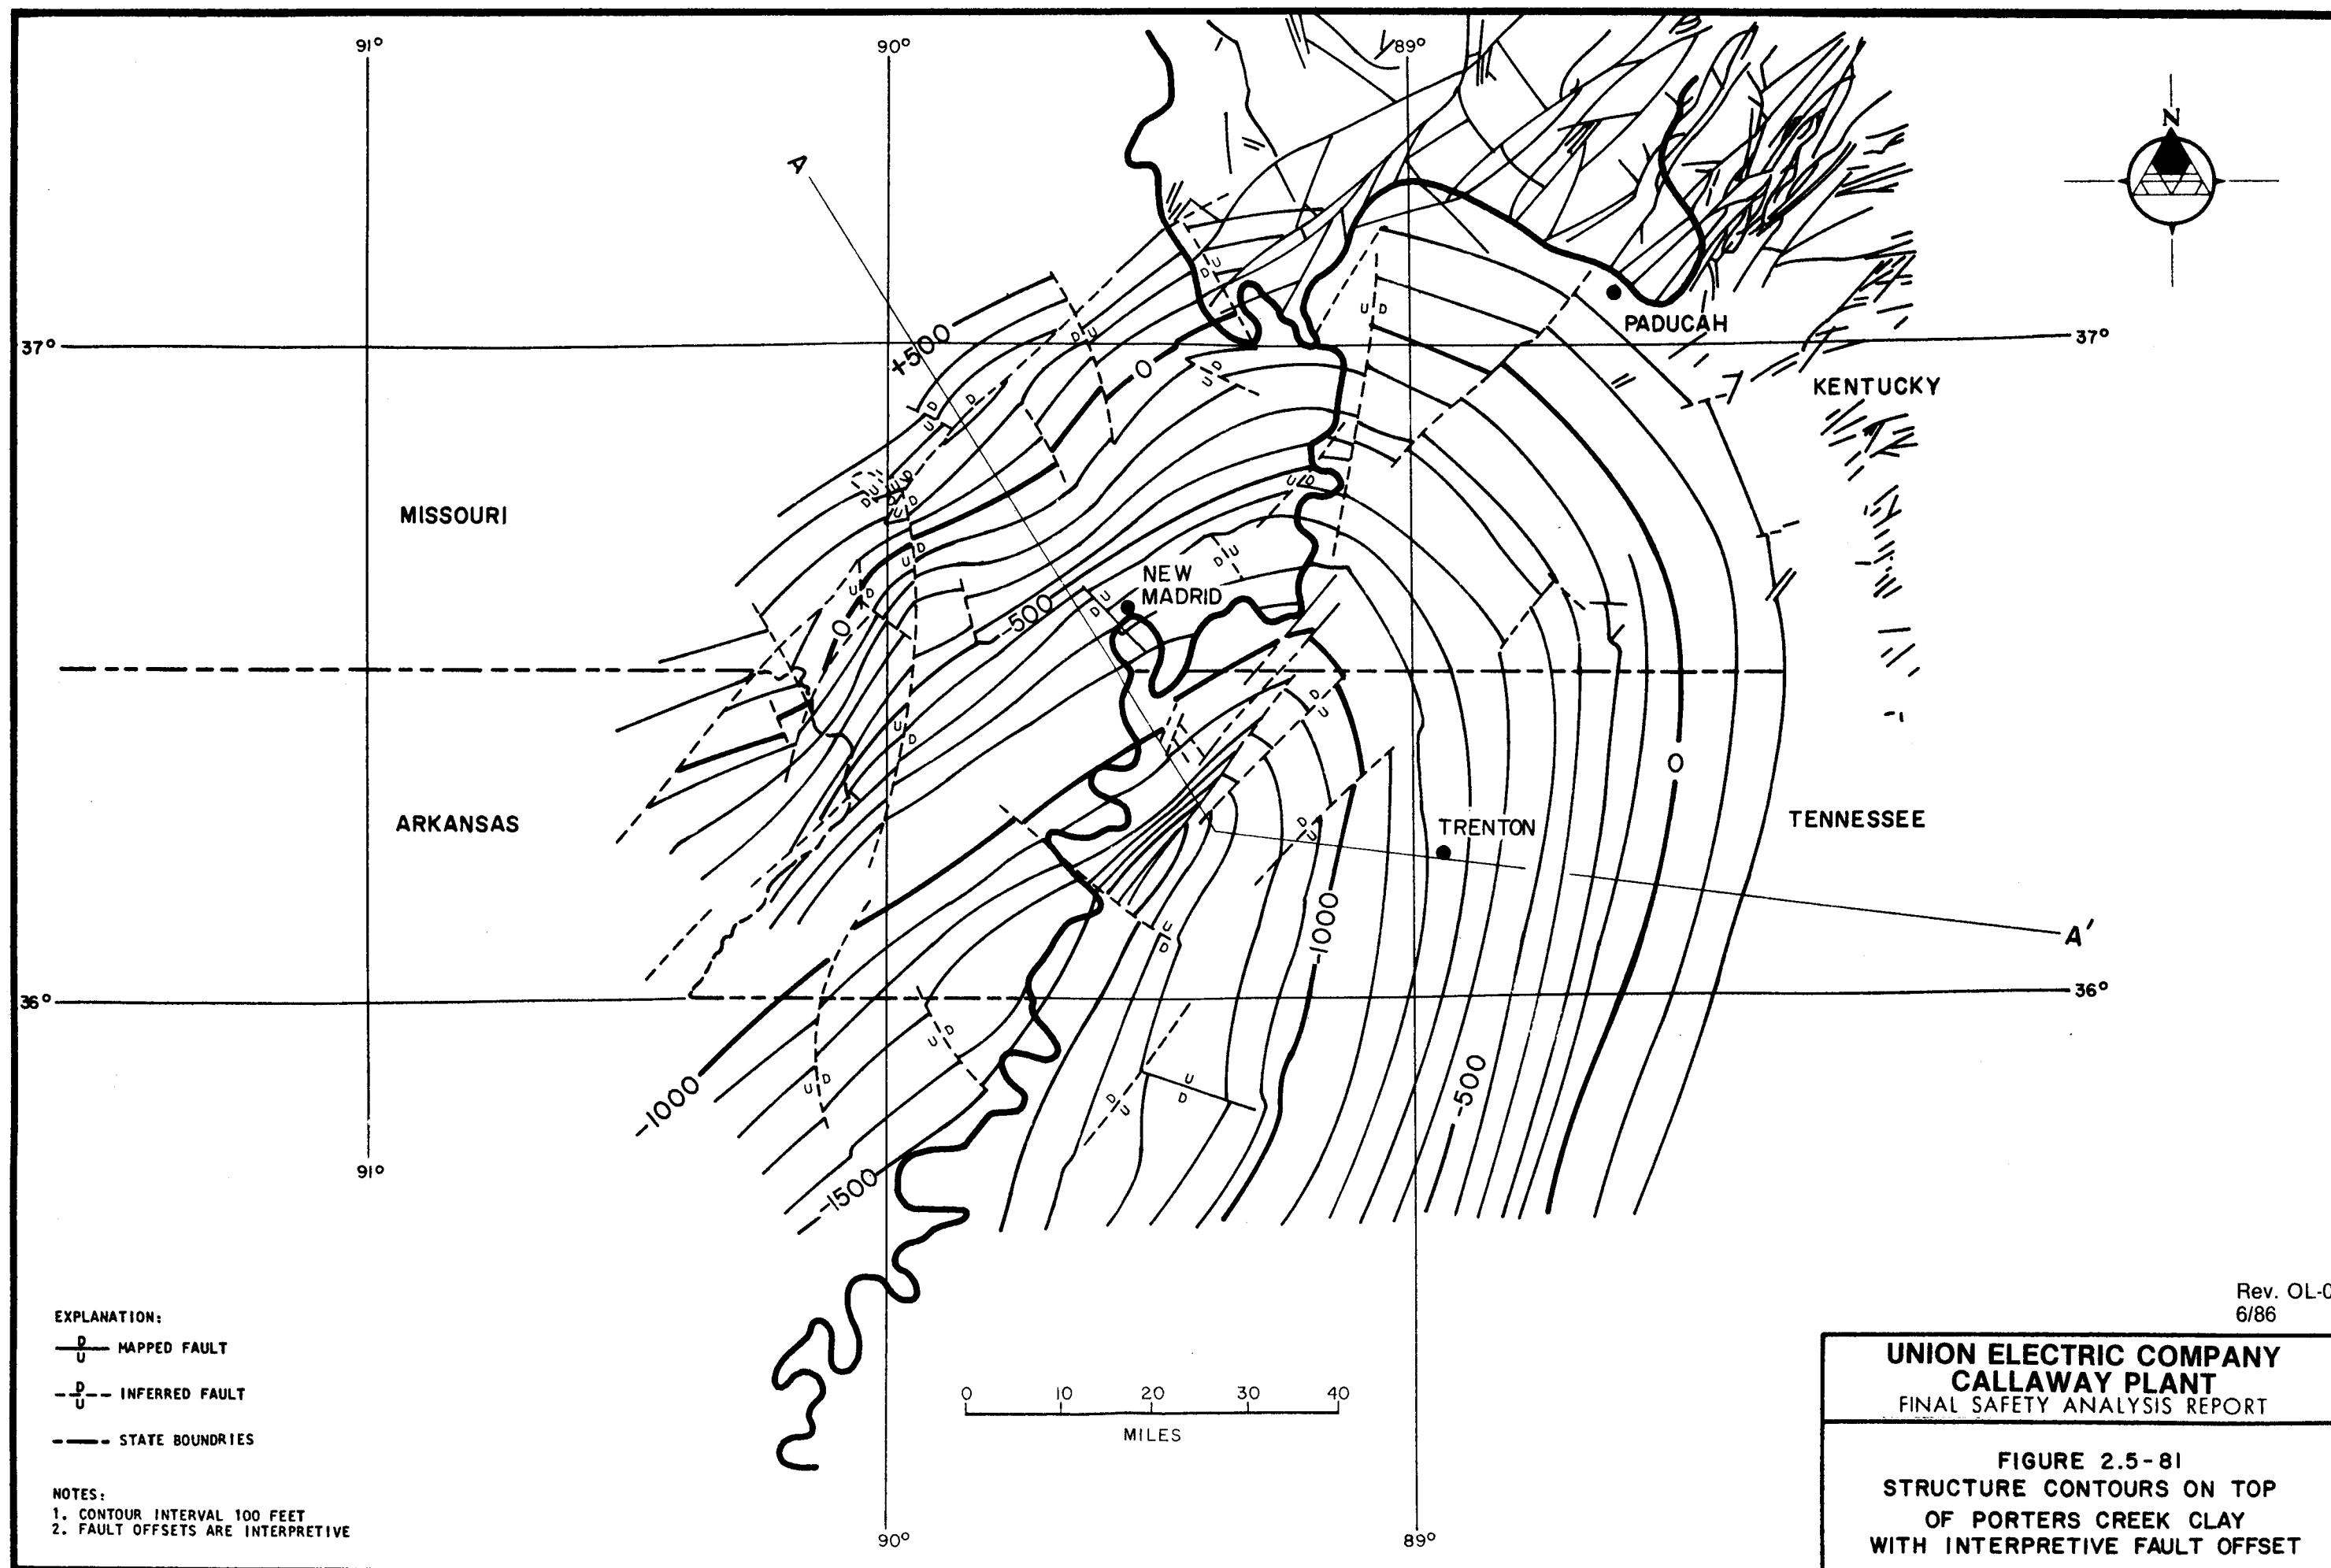 91°
90°
89°
N
A
37°
37°
+500
0
PADUCAH
KENTUCKY
MISSOURI
NEW
MADRID
-500
0
0
ARKANSAS
TRENTON
TENNESSEE
-1000
A'
36°
36°
-1000
-500
91°
-1500
U
D
EXPLANATION:
D
U
MAPPED FAULT
D
U
INFERRED FAULT
STATE BOUNDRIES
NOTES:
1. CONTOUR INTERVAL 100 FEET
2. FAULT OFFSETS ARE INTERPRETIVE
0 10 20 30 40
MILES
90°
89°
Rev. OL-0
6/86
UNION ELECTRIC COMPANY
CALLAWAY PLANT
FINAL SAFETY ANALYSIS REPORT
FIGURE 2.5-81
STRUCTURE CONTOURS ON TOP
OF PORTERS CREEK CLAY
WITH INTERPRETIVE FAULT OFFSET